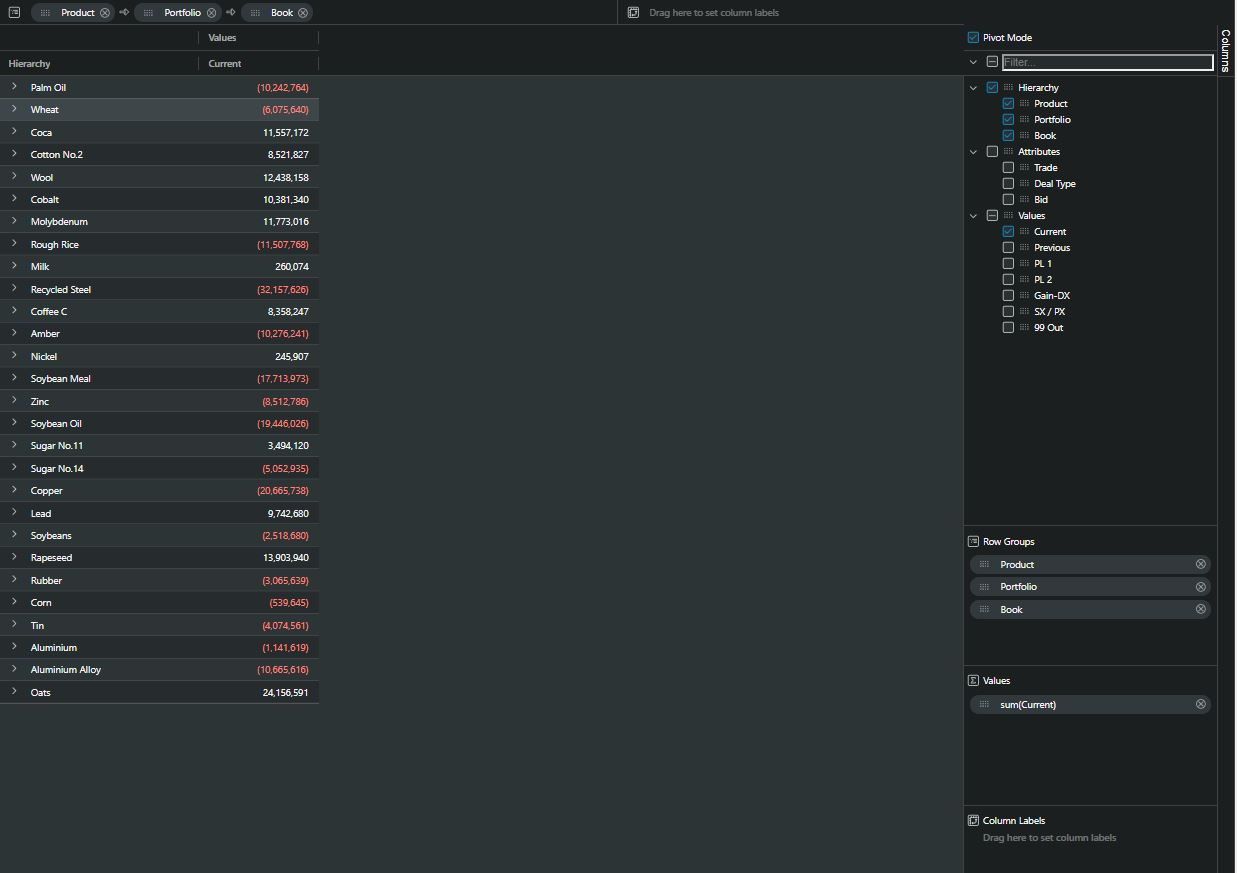 Product Portfolio Book Drag here to set column labels
Values
Hierarchy Current
Palm Oil (10,242,764)
Wheat (6,075,640)
Coca 11,557,172
Cotton No.2 8,521,827
Wool 12,438,158
Cobalt 10,381,340
Molybdenum 11,773,016
Rough Rice (11,507,768)
Milk 260,074
Recycled Steel (32,157,626)
Coffee C 8,358,247
Amber (10,276,241)
Nickel 245,907
Soybean Meal (17,713,973)
Zinc (8,512,786)
Soybean Oil (19,446,026)
Sugar No.11 3,494,120
Sugar No.14 (5,052,935)
Copper (20,665,738)
Lead 9,742,680
Soybeans (2,518,680)
Rapeseed 13,903,940
Rubber (3,065,639)
Corn (539,645)
Tin (4,074,561)
Aluminium (1,141,619)
Aluminium Alloy (10,665,616)
Oats 24,156,591
Pivot Mode
Filter...
Hierarchy
Product
Portfolio
Book
Attributes
Trade
Deal Type
Bid
Values
Current
Previous
PL 1
PL 2
Gain-DX
SX / PX
99 Out
Row Groups
Product
Portfolio
Book
Values
sum(Current)
Column Labels
Drag here to set column labels
Columns